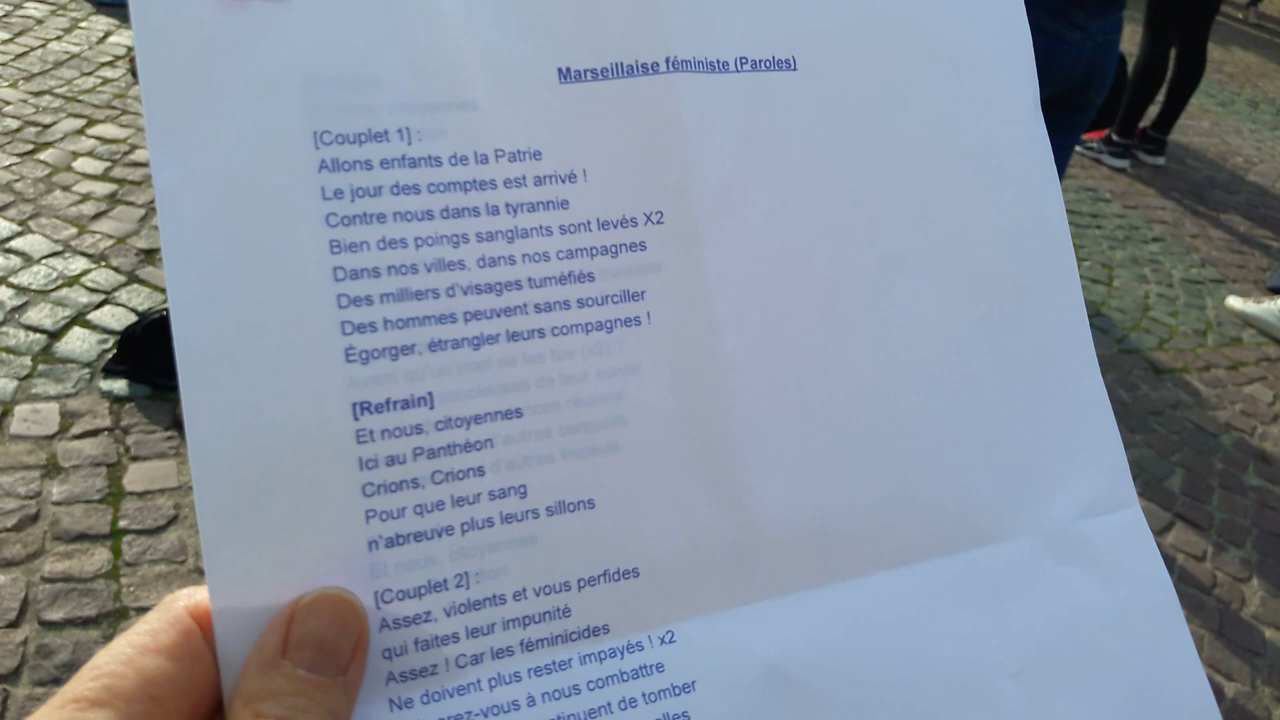 Marseillaise féministe (Paroles)
[Couplet 1] :
Allons enfants de la Patrie
Le jour des comptes est arrivé !
Contre nous dans la tyrannie
Bien des poings sanglants sont levés X2
Dans nos villes, dans nos campagnes
Des milliers d'visages tuméfiés
Des hommes peuvent sans sourciller
Égorger, étrangler leurs compagnes !
[Refrain]
Et nous, citoyennes
Ici au Panthéon
Crions, Crions
Pour que leur sang
n'abreuve plus leurs sillons
[Couplet 2] :
Assez, violents et vous perfides
qui faites leur impunité
Assez ! Car les féminicides
Ne doivent plus rester impayés ! x2
à nous combattre
de tomber